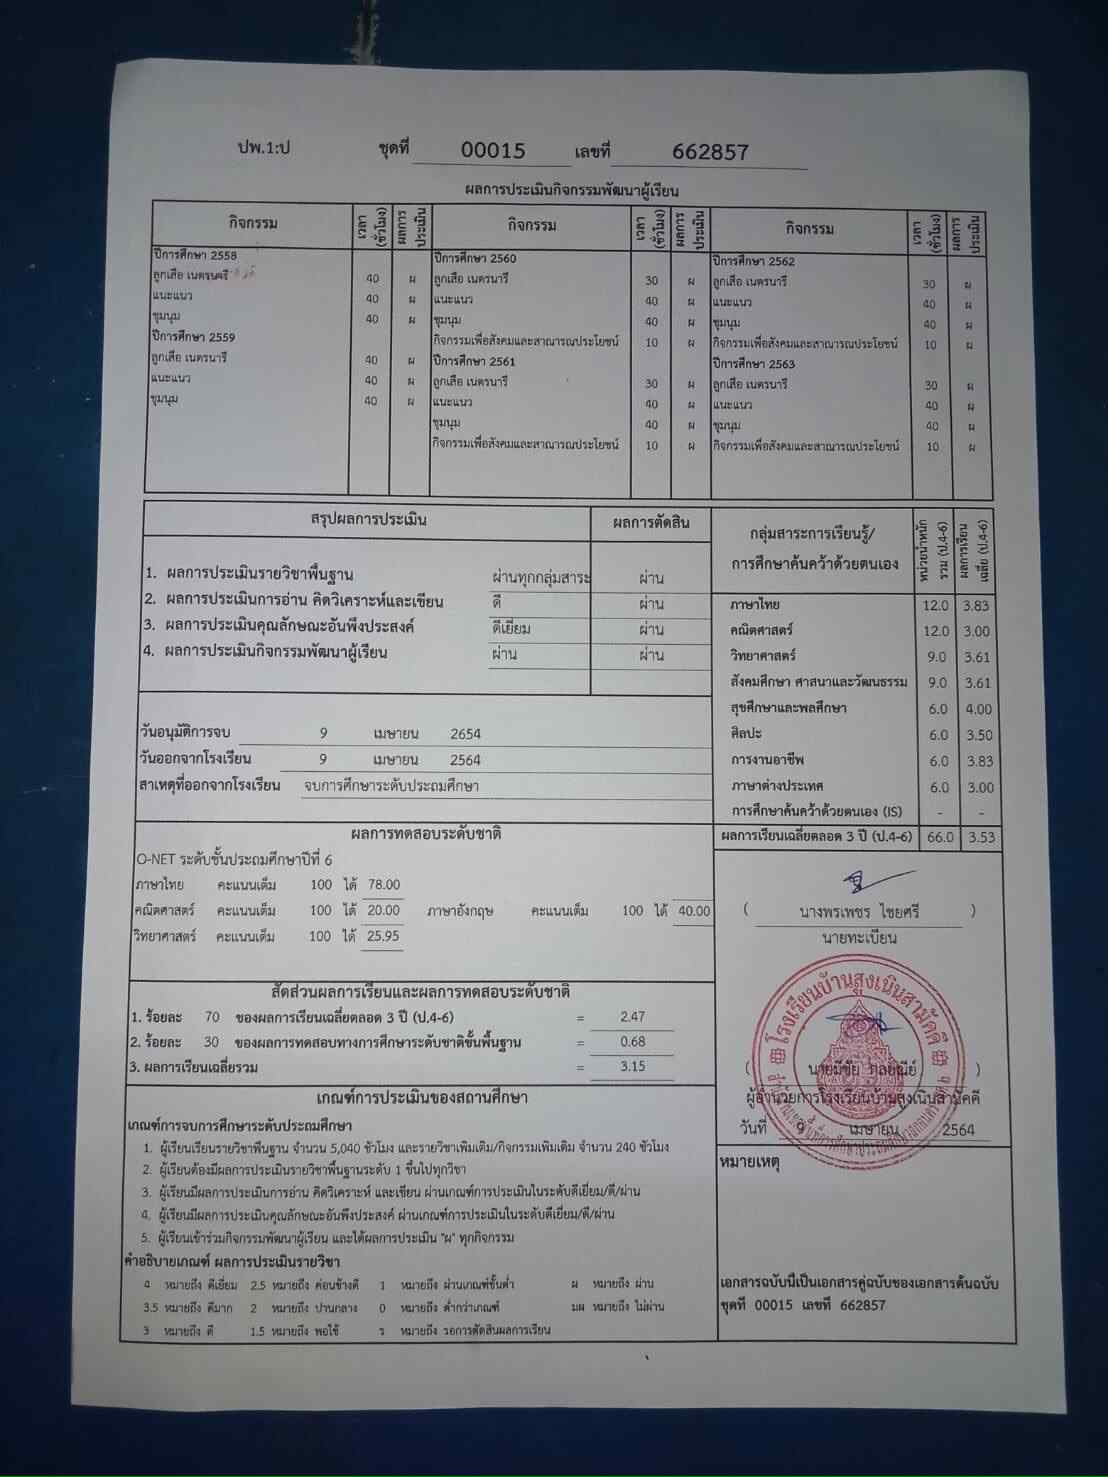 ปพ.1:ป ชุดที่ 00015 เลขที่ 662857
ผลการประเมินกิจกรรมพัฒนาผู้เรียน
กิจกรรม เวลา (ชั่วโมง) ผลการประเมิน กิจกรรม เวลา (ชั่วโมง) ผลการประเมิน กิจกรรม เวลา (ชั่วโมง) ผลการประเมิน
ปีการศึกษา 2558
ลูกเสือ เนตรนารี 40 ผ
แนะแนว 40 ผ
ชุมนุม 40 ผ
ปีการศึกษา 2559
ลูกเสือ เนตรนารี 40 ผ
แนะแนว 40 ผ
ชุมนุม 40 ผ
ปีการศึกษา 2560
ลูกเสือ เนตรนารี 30 ผ
แนะแนว 40 ผ
ชุมนุม 40 ผ
กิจกรรมเพื่อสังคมและสาณารณประโยชน์ 10 ผ
ปีการศึกษา 2561
ลูกเสือ เนตรนารี 30 ผ
แนะแนว 40 ผ
ชุมนุม 40 ผ
กิจกรรมเพื่อสังคมและสาณารณประโยชน์ 10 ผ
ปีการศึกษา 2562
ลูกเสือ เนตรนารี 30 ผ
แนะแนว 40 ผ
ชุมนุม 40 ผ
กิจกรรมเพื่อสังคมและสาณารณประโยชน์ 10 ผ
ปีการศึกษา 2563
ลูกเสือ เนตรนารี 30 ผ
แนะแนว 40 ผ
ชุมนุม 40 ผ
กิจกรรมเพื่อสังคมและสาณารณประโยชน์ 10 ผ
สรุปผลการประเมิน ผลการตัดสิน
1. ผลการประเมินรายวิชาพื้นฐาน ผ่านทุกกลุ่มสาระ ผ่าน
2. ผลการประเมินการอ่าน คิดวิเคราะห์และเขียน ดี ผ่าน
3. ผลการประเมินคุณลักษณะอันพึงประสงค์ ดีเยี่ยม ผ่าน
4. ผลการประเมินกิจกรรมพัฒนาผู้เรียน ผ่าน ผ่าน
วันอนุมัติการจบ 9 เมษายน 2654
วันออกจากโรงเรียน 9 เมษายน 2564
สาเหตุที่ออกจากโรงเรียน จบการศึกษาระดับประถมศึกษา
กลุ่มสาระการเรียนรู้/
การศึกษาค้นคว้าด้วยตนเอง
หน่วยน้ำหนักรวม (ป.4-6) ผลการเรียนเฉลี่ย (ป.4-6)
ภาษาไทย 12.0 3.83
คณิตศาสตร์ 12.0 3.00
วิทยาศาสตร์ 9.0 3.61
สังคมศึกษา ศาสนาและวัฒนธรรม 9.0 3.61
สุขศึกษาและพลศึกษา 6.0 4.00
ศิลปะ 6.0 3.50
การงานอาชีพ 6.0 3.83
ภาษาต่างประเทศ 6.0 3.00
การศึกษาค้นคว้าด้วยตนเอง (IS) - -
ผลการเรียนเฉลี่ยตลอด 3 ปี (ป.4-6) 66.0 3.53
ผลการทดสอบระดับชาติ
O-NET ระดับชั้นประถมศึกษาปีที่ 6
ภาษาไทย คะแนนเต็ม 100 ได้ 78.00
คณิตศาสตร์ คะแนนเต็ม 100 ได้ 20.00 ภาษาอังกฤษ คะแนนเต็ม 100 ได้ 40.00
วิทยาศาสตร์ คะแนนเต็ม 100 ได้ 25.95
สัดส่วนผลการเรียนและผลการทดสอบระดับชาติ
1. ร้อยละ 70 ของผลการเรียนเฉลี่ยตลอด 3 ปี (ป.4-6) = 2.47
2. ร้อยละ 30 ของผลการทดสอบทางการศึกษาระดับชาติขั้นพื้นฐาน = 0.68
3. ผลการเรียนเฉลี่ยรวม = 3.15
( นางพรเพชร ไชยศรี )
นายทะเบียน
โรงเรียนบ้านสูงเนินสามัคคี
( นายมีชัย )
ผู้อำนวยการโรงเรียนบ้านสูงเนินสามัคคี
วันที่ 9 เมษายน 2564
เกณฑ์การประเมินของสถานศึกษา
เกณฑ์การจบการศึกษาระดับประถมศึกษา
1. ผู้เรียนเรียนรายวิชาพื้นฐาน จำนวน 5,040 ชั่วโมง และรายวิชาเพิ่มเติม/กิจกรรมเพิ่มเติม จำนวน 240 ชั่วโมง
2. ผู้เรียนต้องมีผลการประเมินรายวิชาพื้นฐานระดับ 1 ขึ้นไปทุกวิชา
3. ผู้เรียนมีผลการประเมินการอ่าน คิดวิเคราะห์ และเขียน ผ่านเกณฑ์การประเมินในระดับดีเยี่ยม/ดี/ผ่าน
4. ผู้เรียนมีผลการประเมินคุณลักษณะอันพึงประสงค์ ผ่านเกณฑ์การประเมินในระดับดีเยี่ยม/ดี/ผ่าน
5. ผู้เรียนเข้าร่วมกิจกรรมพัฒนาผู้เรียน และได้ผลการประเมิน "ผ" ทุกกิจกรรม
คำอธิบายเกณฑ์ ผลการประเมินรายวิชา
4 หมายถึง ดีเยี่ยม 2.5 หมายถึง ค่อนข้างดี 1 หมายถึง ผ่านเกณฑ์ขั้นต่ำ ผ หมายถึง ผ่าน
3.5 หมายถึง ดีมาก 2 หมายถึง ปานกลาง 0 หมายถึง ต่ำกว่าเกณฑ์ มผ หมายถึง ไม่ผ่าน
3 หมายถึง ดี 1.5 หมายถึง พอใช้ ร หมายถึง รอการตัดสินผลการเรียน
หมายเหตุ
เอกสารฉบับนี้เป็นเอกสารคู่ฉบับของเอกสารต้นฉบับ
ชุดที่ 00015 เลขที่ 662857